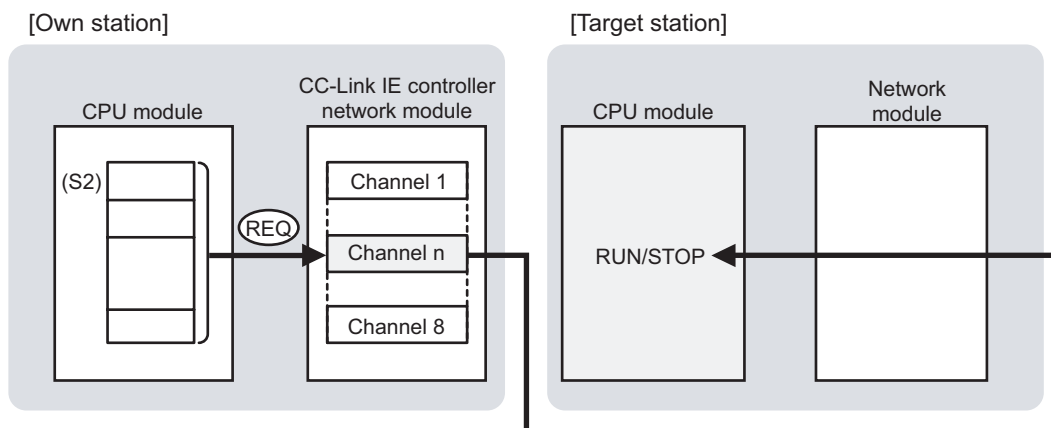 [Own station]
[Target station]
CPU module
CC-Link IE controller
network module
CPU module
Network
module
(S2)
REQ
Channel 1
Channel n
Channel 8
RUN/STOP